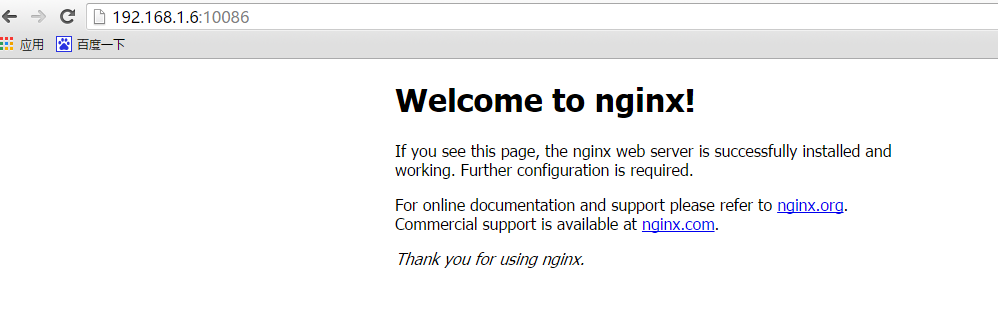 192.168.1.6:10086
应用 百度一下
Welcome to nginx!
If you see this page, the nginx web server is successfully installed and
working. Further configuration is required.
For online documentation and support please refer to nginx.org.
Commercial support is available at nginx.com.
Thank you for using nginx.